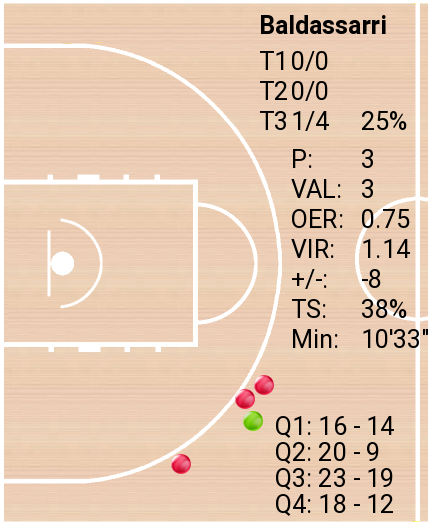 Baldassarri
T1 0/0
T2 0/0
T3 1/4 25%
P: 3
VAL: 3
OER: 0.75
VIR: 1.14
+/-: -8
TS: 38%
Min: 10'33"
Q1: 16 - 14
Q2: 20 - 9
Q3: 23 - 19
Q4: 18 - 12